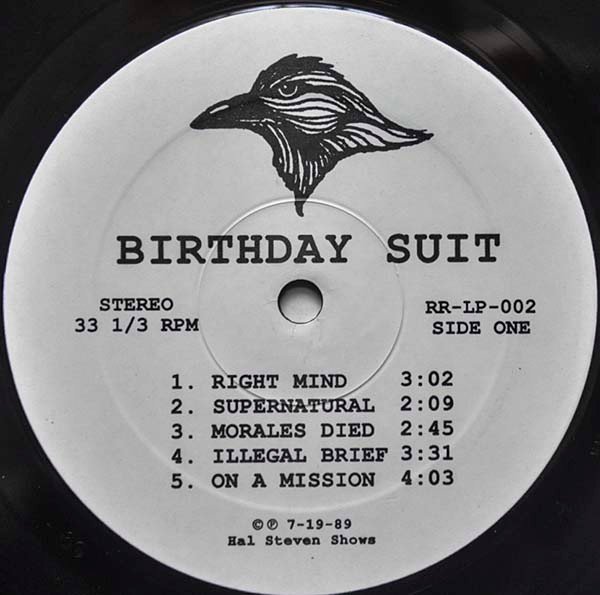 BIRTHDAY SUIT
STEREO
33 1/3 RPM
RR-LP-002
SIDE ONE
1. RIGHT MIND 3:02
2. SUPERNATURAL 2:09
3. MORALES DIED 2:45
4. ILLEGAL BRIEF 3:31
5. ON A MISSION 4:03
©℗ 7-19-89
Hal Steven Shows